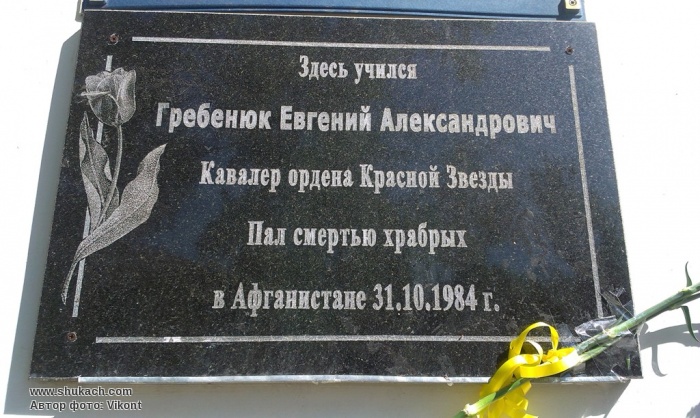 Здесь учился
Гребенюк Евгений Александрович
Кавалер ордена Красной Звезды
Пал смертью храбрых
в Афганистане 31.10.1984 г.
www.shukach.com
Автор фото: Vikont